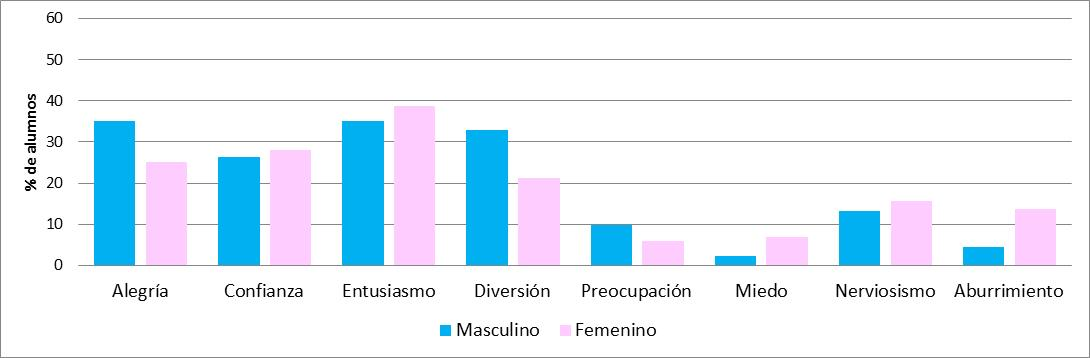 60
50
40
30
20
10
0
% de alumnos
Alegría Confianza Entusiasmo Diversión Preocupación Miedo Nerviosismo Aburrimiento
Masculino Femenino